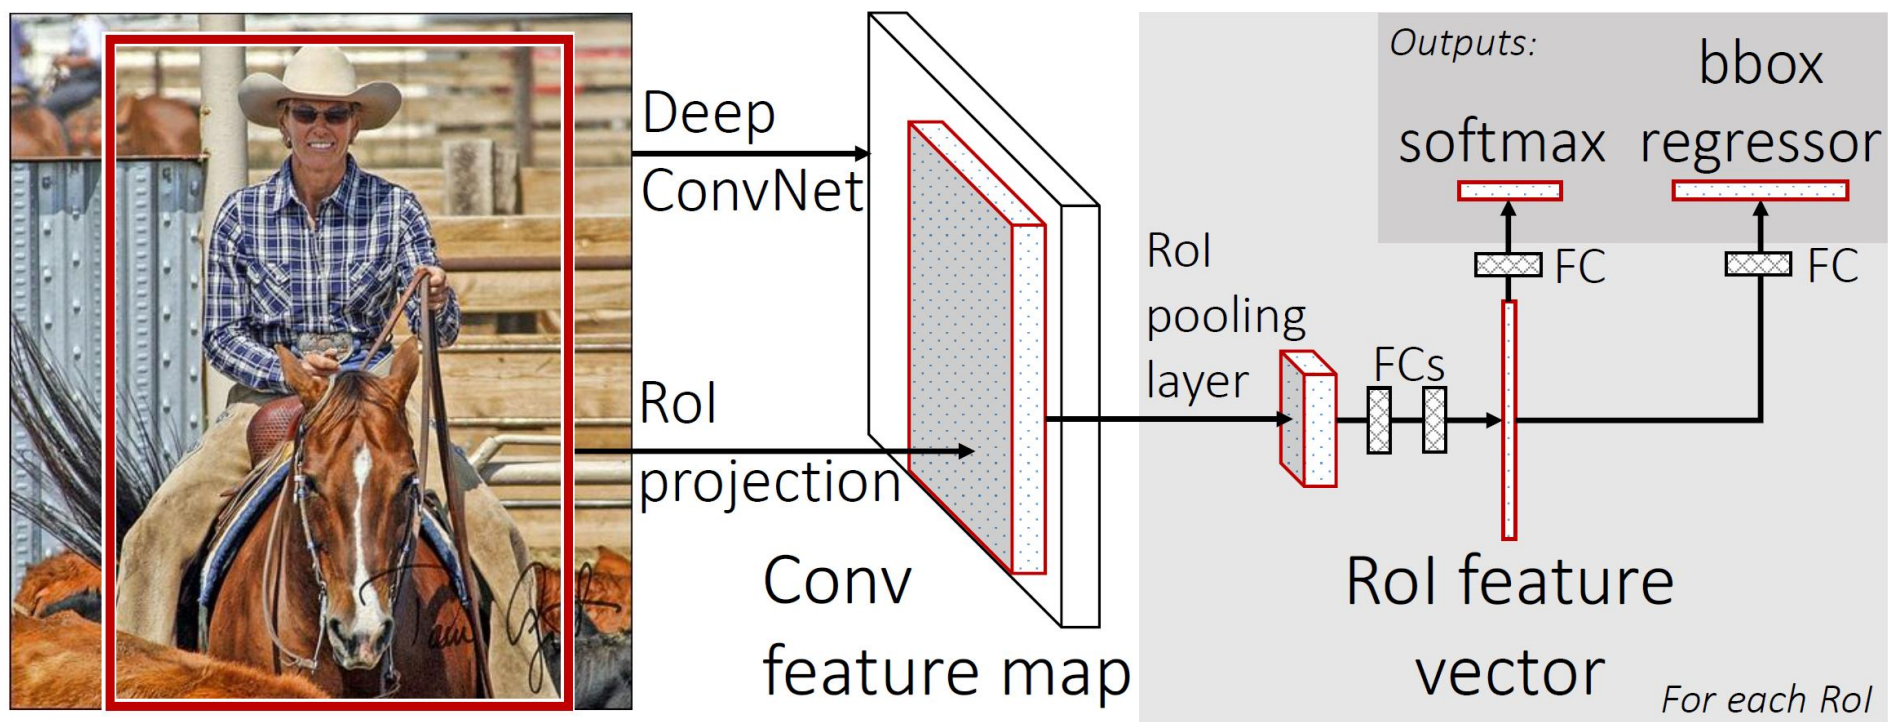 Deep
ConvNet
RoI
projection
Conv
feature map
RoI
pooling
layer
FCs
RoI feature
vector
Outputs:
softmax
bbox
regressor
FC
FC
For each RoI